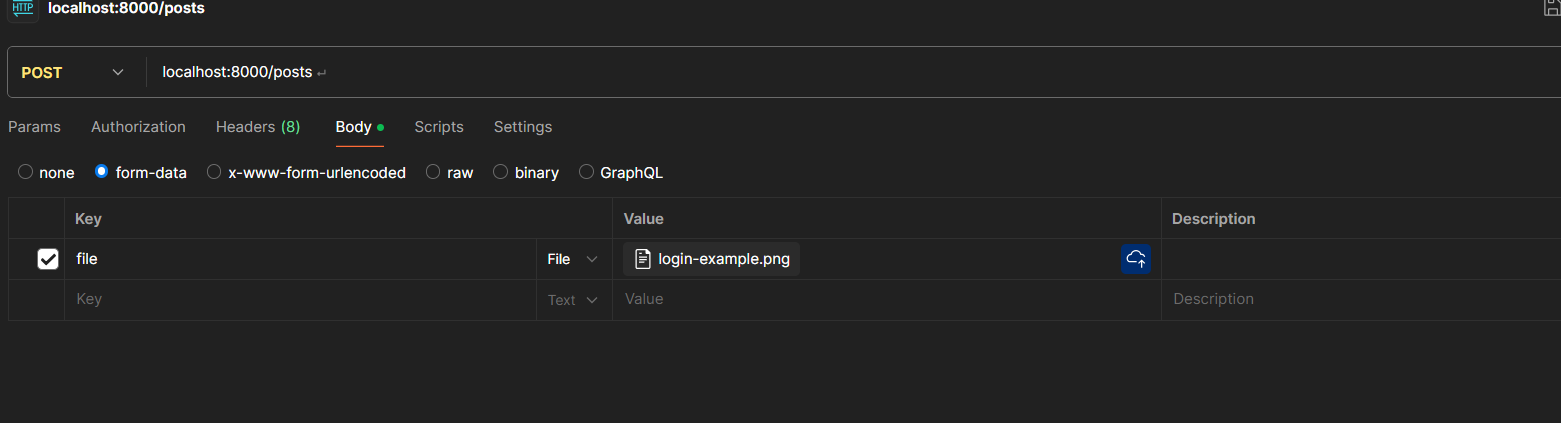 HTTP localhost:8000/posts
POST localhost:8000/posts ↵
Params Authorization Headers (8) Body Scripts Settings
none form-data x-www-form-urlencoded raw binary GraphQL
Key Value Description
file File login-example.png
Key Text Value Description